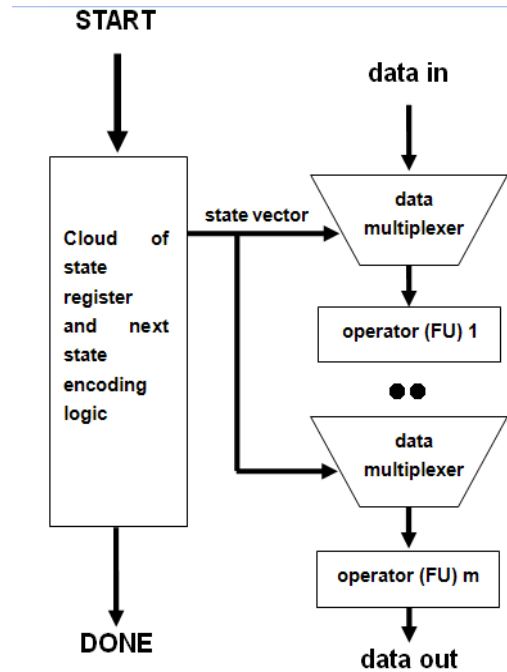 START
data in
data
multiplexer
state vector
Cloud of
state
register
and next
state
encoding
logic
operator (FU) 1
data
multiplexer
operator (FU) m
DONE
data out